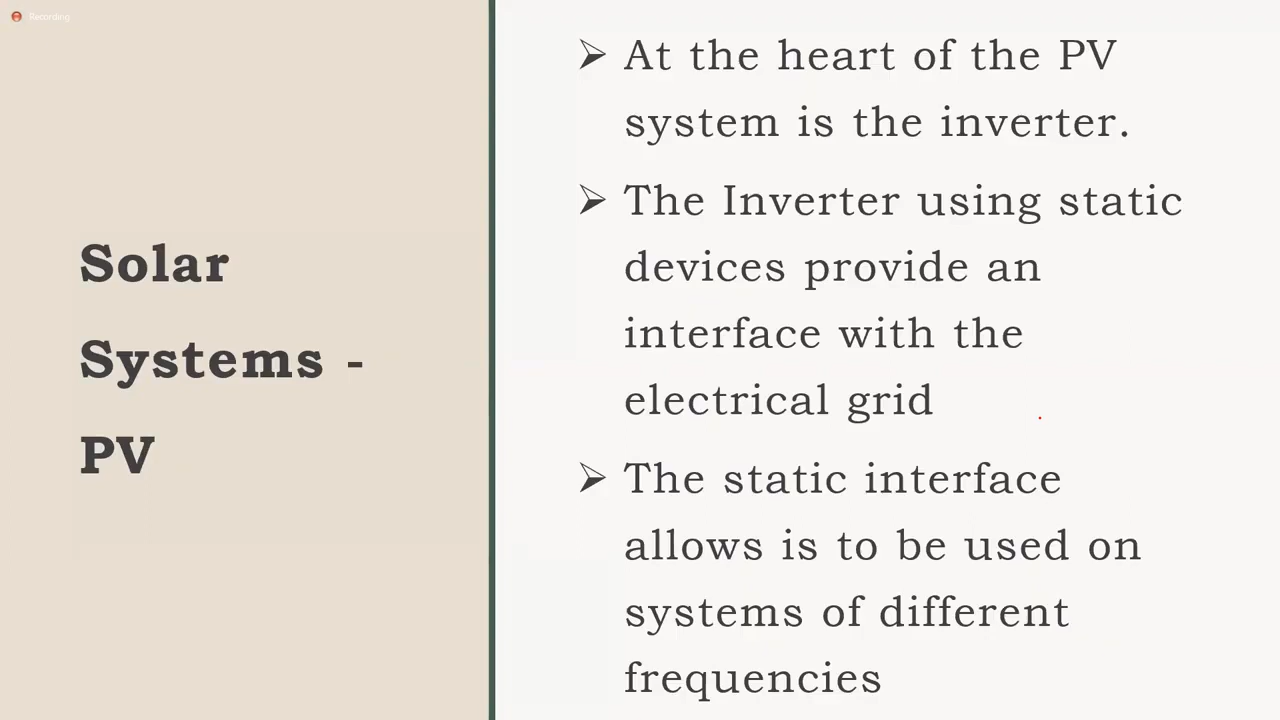 Recording
Solar
Systems -
PV
➢ At the heart of the PV
system is the inverter.
➢ The Inverter using static
devices provide an
interface with the
electrical grid
➢ The static interface
allows is to be used on
systems of different
frequencies